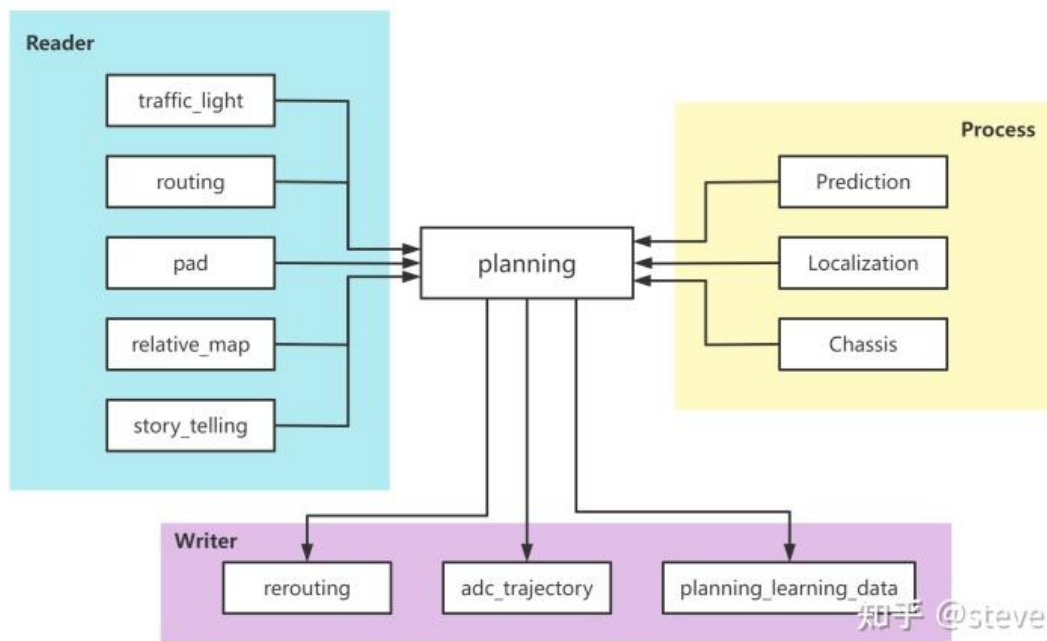 Reader
traffic_light
routing
pad
relative_map
story_telling
planning
Process
Prediction
Localization
Chassis
Writer
rerouting
adc_trajectory
planning_learning_data
知乎 @steve